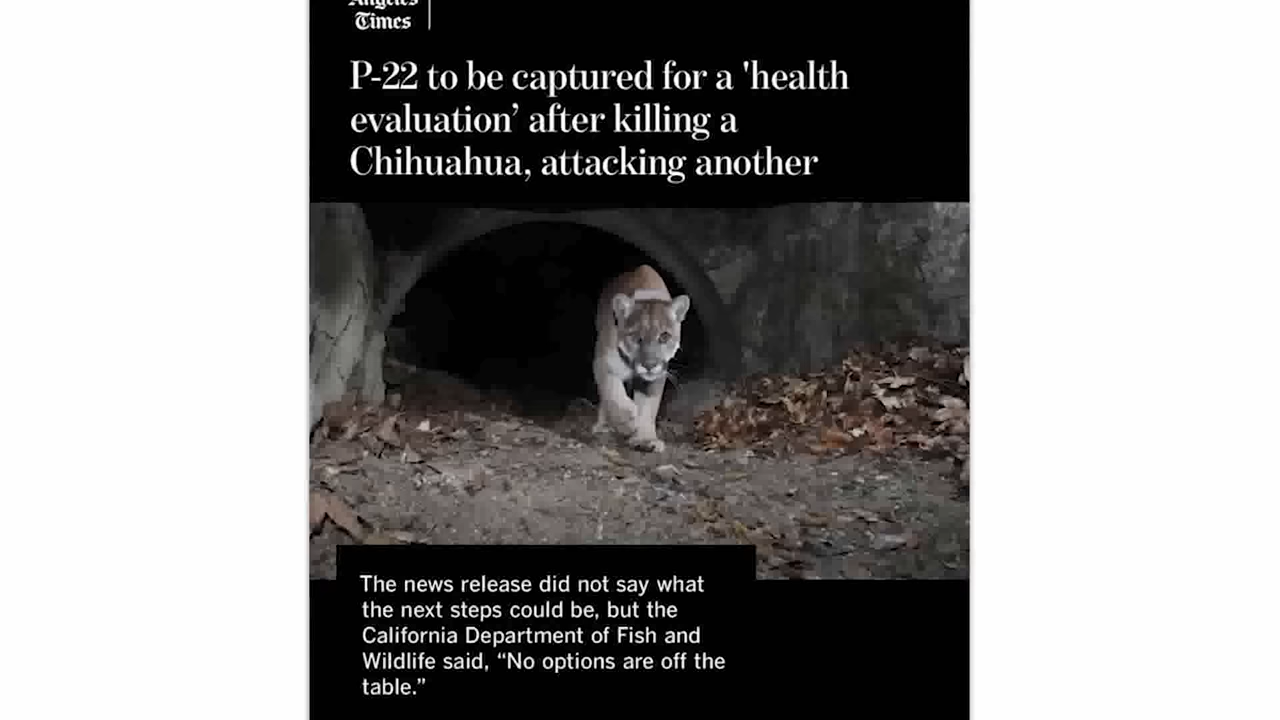 Angeles
Times
P-22 to be captured for a 'health
evaluation’ after killing a
Chihuahua, attacking another
The news release did not say what
the next steps could be, but the
California Department of Fish and
Wildlife said, “No options are off the
table.”